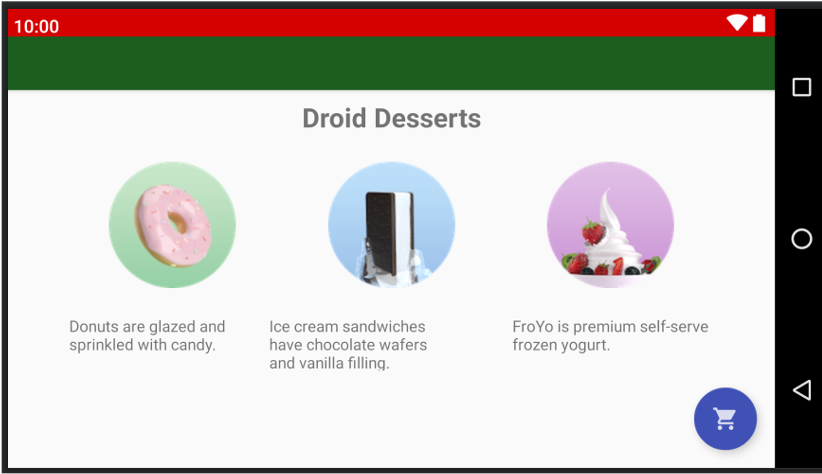 10:00
Droid Desserts
Donuts are glazed and
sprinkled with candy.
Ice cream sandwiches
have chocolate wafers
and vanilla filling.
FroYo is premium self-serve
frozen yogurt.